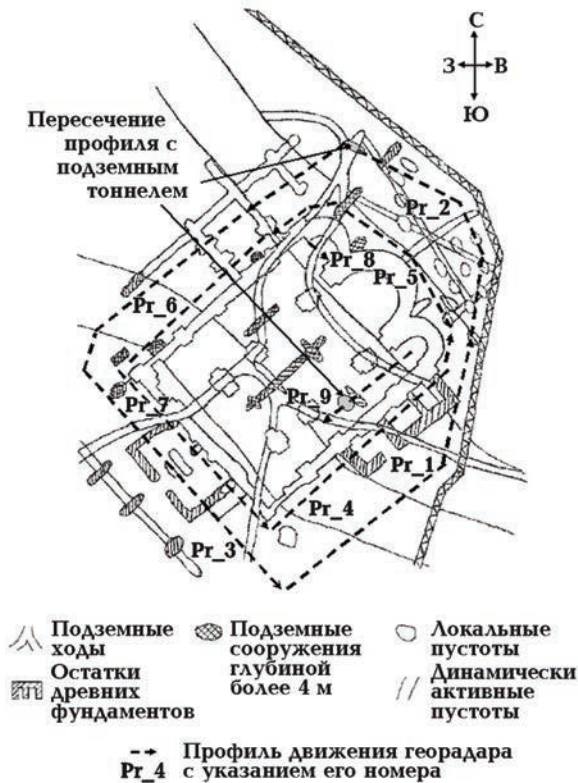 С
З В
Ю
Пересечение
профиля с
подземным
тоннелем
Pr_2
Pr_8
Pr_5
Pr_6
Pr_7
Pr_9
Pr_1
Pr_4
Pr_3
Подземные
ходы
Остатки
древних
фундаментов
Подземные
сооружения
глубиной
более 4 м
Локальные
пустоты
Динамически
активные
пустоты
Профиль движения георадара
Pr_4 с указанием его номера